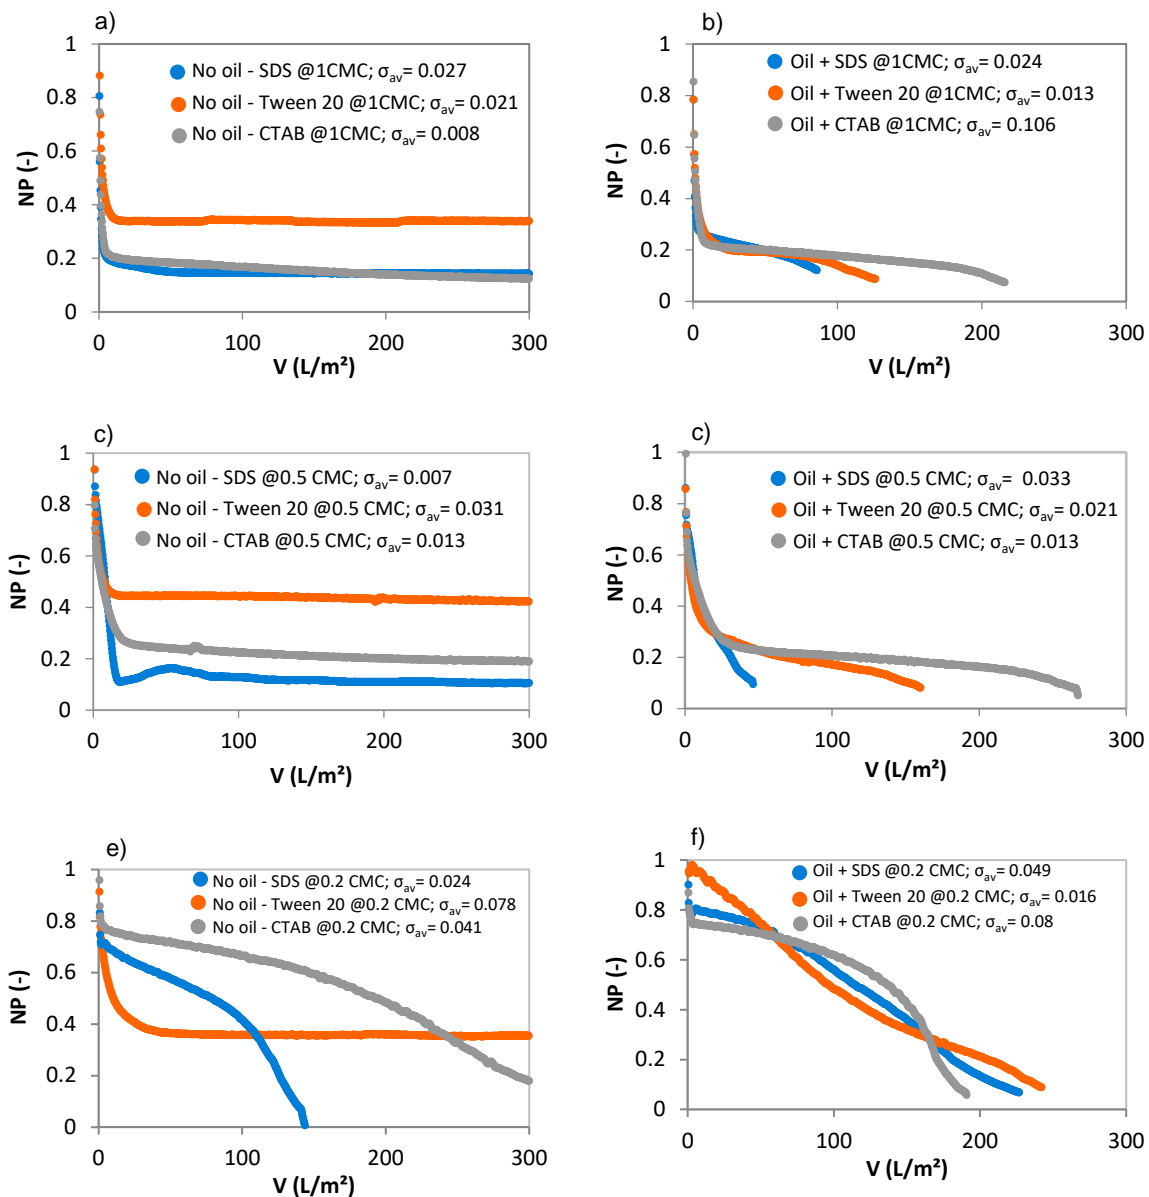 a)
1
0.8
0.6
0.4
0.2
0
NP (-)
No oil - SDS @1CMC; σav= 0.027
No oil - Tween 20 @1CMC; σav= 0.021
No oil - CTAB @1CMC; σav= 0.008
0 100 200 300
V (L/m²)
b)
1
0.8
0.6
0.4
0.2
0
NP (-)
Oil + SDS @1CMC; σav= 0.024
Oil + Tween 20 @1CMC; σav= 0.013
Oil + CTAB @1CMC; σav= 0.106
0 100 200 300
V (L/m²)
c)
1
0.8
0.6
0.4
0.2
0
NP (-)
No oil - SDS @0.5 CMC; σav= 0.007
No oil - Tween 20 @0.5 CMC; σav= 0.031
No oil - CTAB @0.5 CMC; σav= 0.013
0 100 200 300
V (L/m²)
c)
1
0.8
0.6
0.4
0.2
0
NP (-)
Oil + SDS @0.5 CMC; σav= 0.033
Oil + Tween 20 @0.5 CMC; σav= 0.021
Oil + CTAB @0.5 CMC; σav= 0.013
0 100 200 300
V (L/m²)
e)
1
0.8
0.6
0.4
0.2
0
NP (-)
No oil - SDS @0.2 CMC; σav= 0.024
No oil - Tween 20 @0.2 CMC; σav= 0.078
No oil - CTAB @0.2 CMC; σav= 0.041
0 100 200 300
V (L/m²)
f)
1
0.8
0.6
0.4
0.2
0
NP (-)
Oil + SDS @0.2 CMC; σav= 0.049
Oil + Tween 20 @0.2 CMC; σav= 0.016
Oil + CTAB @0.2 CMC; σav= 0.08
0 100 200 300
V (L/m²)